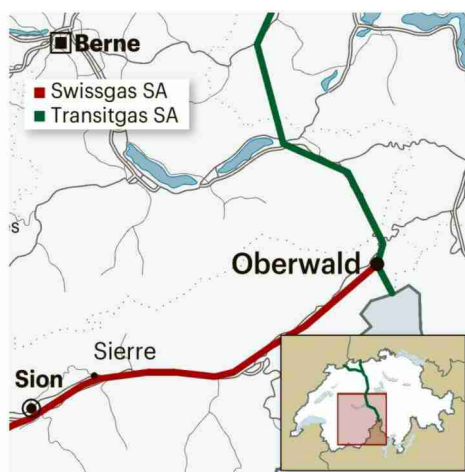 Berne
Swissgas SA
Transitgas SA
s
Oberwald
Sierre
Sion